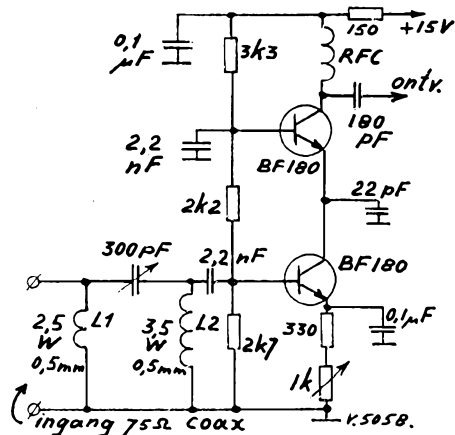 0,1
µF
3k3
150
+15V
RFC
ontv.
180
pF
2,2
nF
BF180
2k2
22pF
300pF
2,2 nF
BF180
2,5
W
0,5mm
L1
3,5
W
0,5mm
L2
2k7
330
0,1µF
1k
ingang 75Ω coax
v.5058.